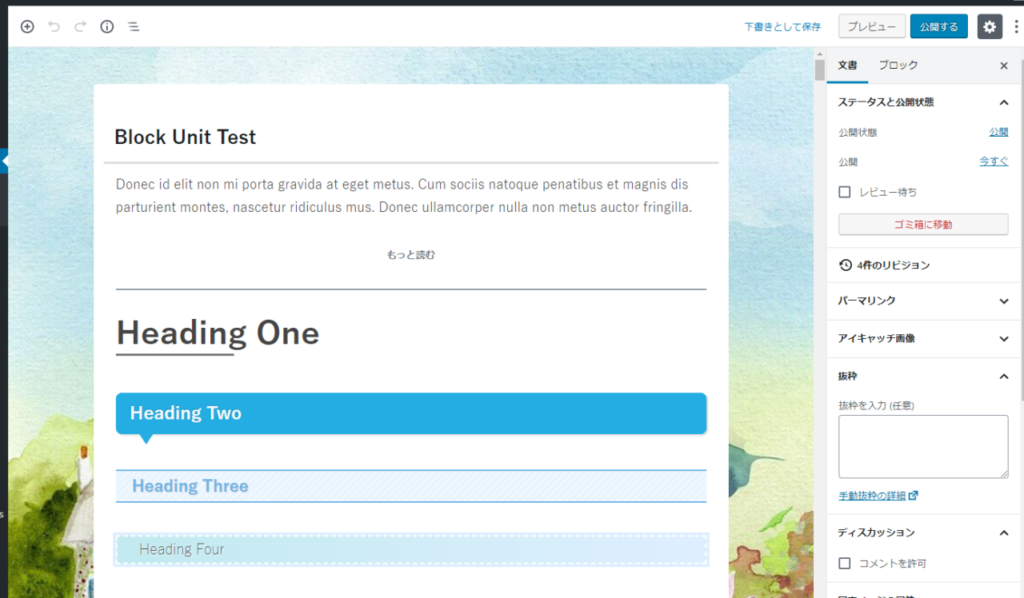 下書きとして保存
プレビュー
公開する
文書
ブロック
ステータスと公開状態
公開状態
公開
公開
今すぐ
レビュー待ち
ゴミ箱に移動
4件のリビジョン
パーマリンク
アイキャッチ画像
抜粋
抜粋を入力 (任意)
手動抜粋の詳細
ディスカッション
コメントを許可
Block Unit Test
Donec id elit non mi porta gravida at eget metus. Cum sociis natoque penatibus et magnis dis
parturient montes, nascetur ridiculus mus. Donec ullamcorper nulla non metus auctor fringilla.
もっと読む
Heading One
Heading Two
Heading Three
Heading Four